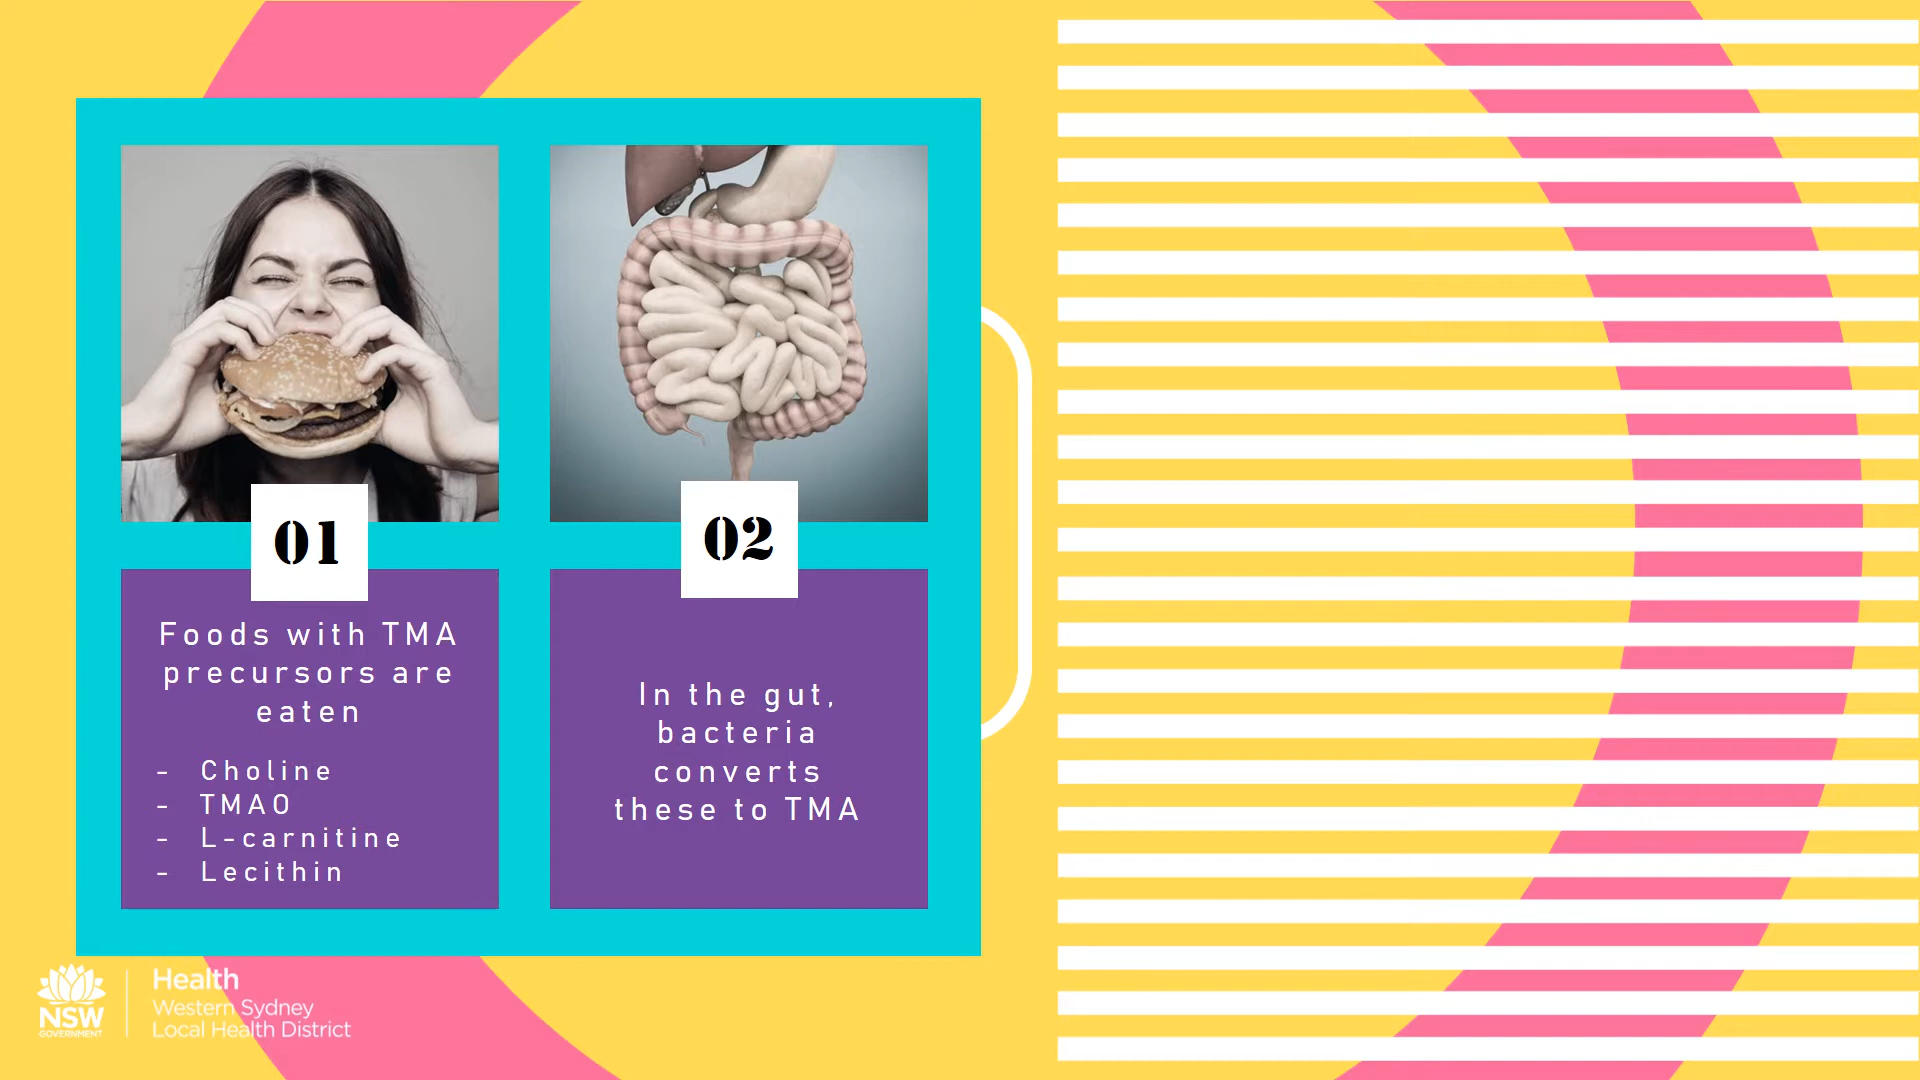 01
Foods with TMA
precursors are
eaten
- Choline
- TMAO
- L-carnitine
- Lecithin
02
In the gut,
bacteria
converts
these to TMA
NSW
GOVERNMENT
Health
Western Sydney
Local Health District